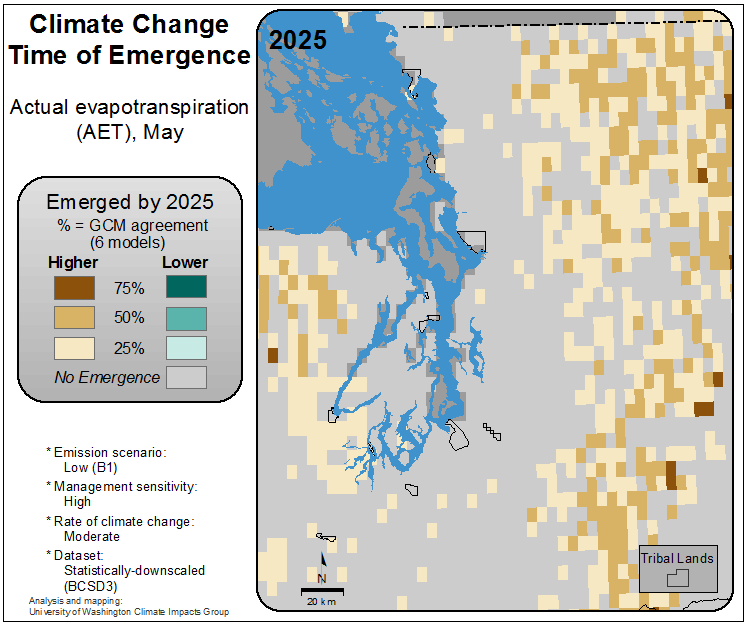 Climate Change
Time of Emergence
Actual evapotranspiration
(AET), May
Emerged by 2025
% = GCM agreement
(6 models)
Higher Lower
75%
50%
25%
No Emergence
* Emission scenario:
Low (B1)
* Management sensitivity:
High
* Rate of climate change:
Moderate
* Dataset:
Statistically-downscaled
(BCSD3)
Analysis and mapping:
University of Washington Climate Impacts Group
2025
N
20 km
Tribal Lands